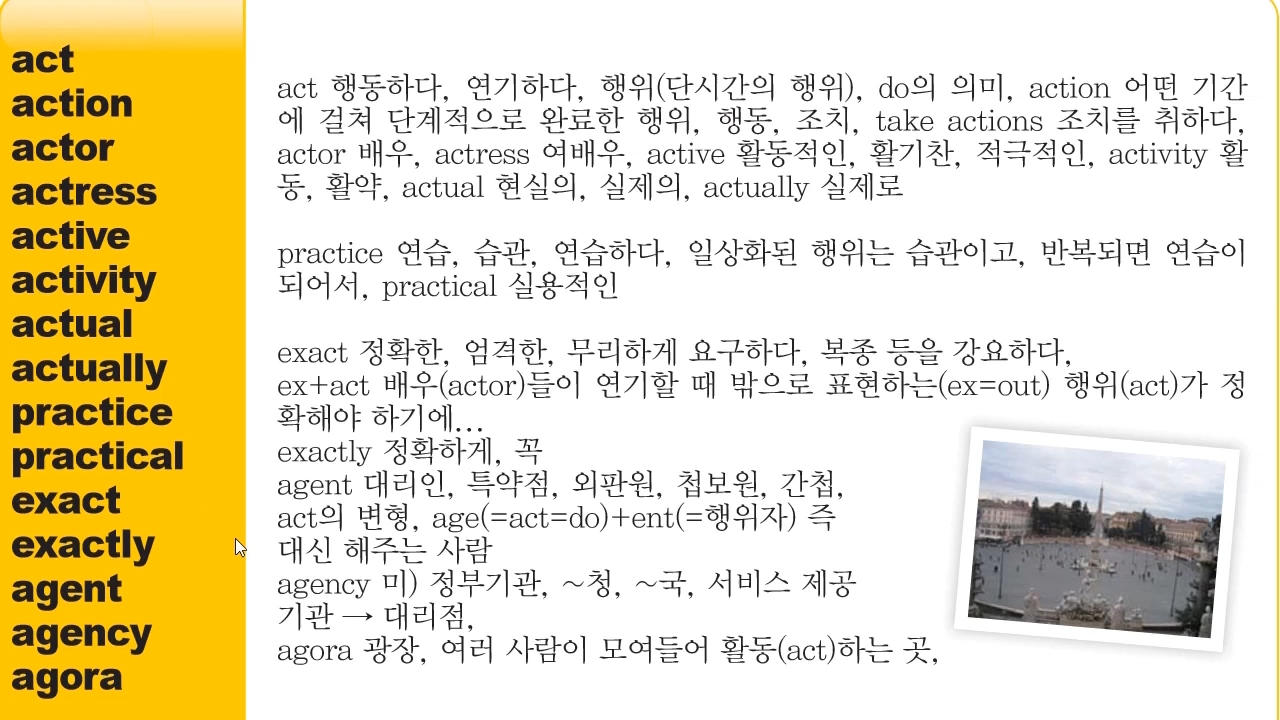 act
action
actor
actress
active
activity
actual
actually
practice
practical
exact
exactly
agent
agency
agora
act 행동하다, 연기하다, 행위(단시간의 행위), do의 의미, action 어떤 기간
에 걸쳐 단계적으로 완료한 행위, 행동, 조치, take actions 조치를 취하다,
actor 배우, actress 여배우, active 활동적인, 활기찬, 적극적인, activity 활
동, 활약, actual 현실의, 실제의, actually 실제로
practice 연습, 습관, 연습하다, 일상화된 행위는 습관이고, 반복되면 연습이
되어서, practical 실용적인
exact 정확한, 엄격한, 무리하게 요구하다, 복종 등을 강요하다,
ex+act 배우(actor)들이 연기할 때 밖으로 표현하는(ex=out) 행위(act)가 정
확해야 하기에...
exactly 정확하게, 꼭
agent 대리인, 특약점, 외판원, 첩보원, 간첩,
act의 변형, age(=act=do)+ent(=행위자) 즉
대신 해주는 사람
agency 미) 정부기관, ~청, ~국, 서비스 제공
기관 → 대리점,
agora 광장, 여러 사람이 모여들어 활동(act)하는 곳,